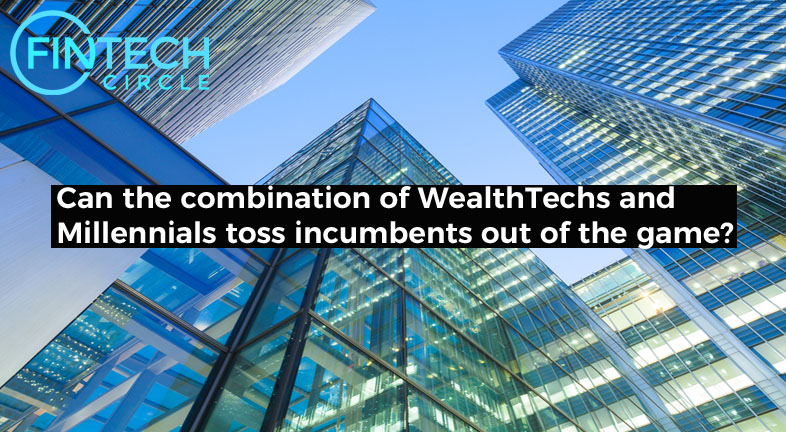 FINTECH
CIRCLE
Can the combination of WealthTechs and
Millennials toss incumbents out of the game?